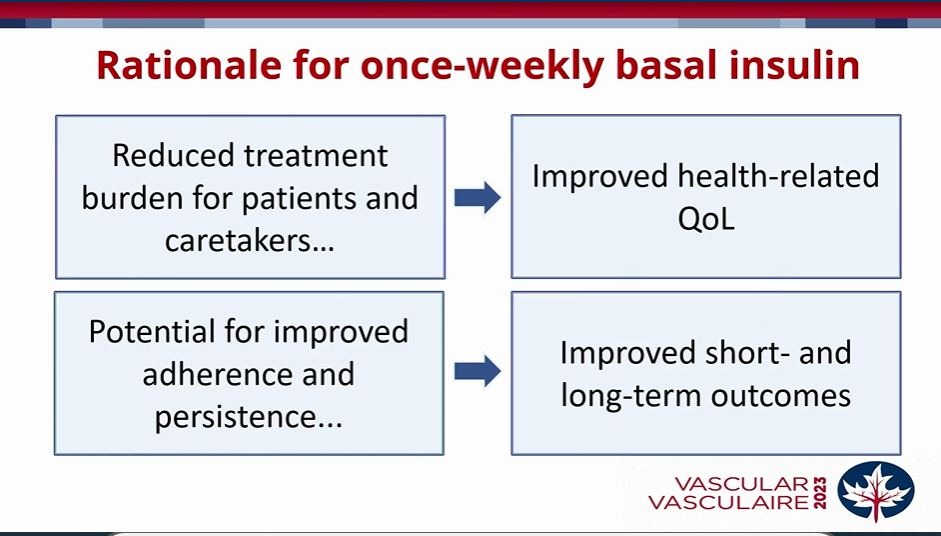 Rationale for once-weekly basal insulin
Reduced treatment
burden for patients and
caretakers...
Improved health-related
QoL
Potential for improved
adherence and
persistence...
Improved short- and
long-term outcomes
VASCULAR
VASCULAIRE
2023